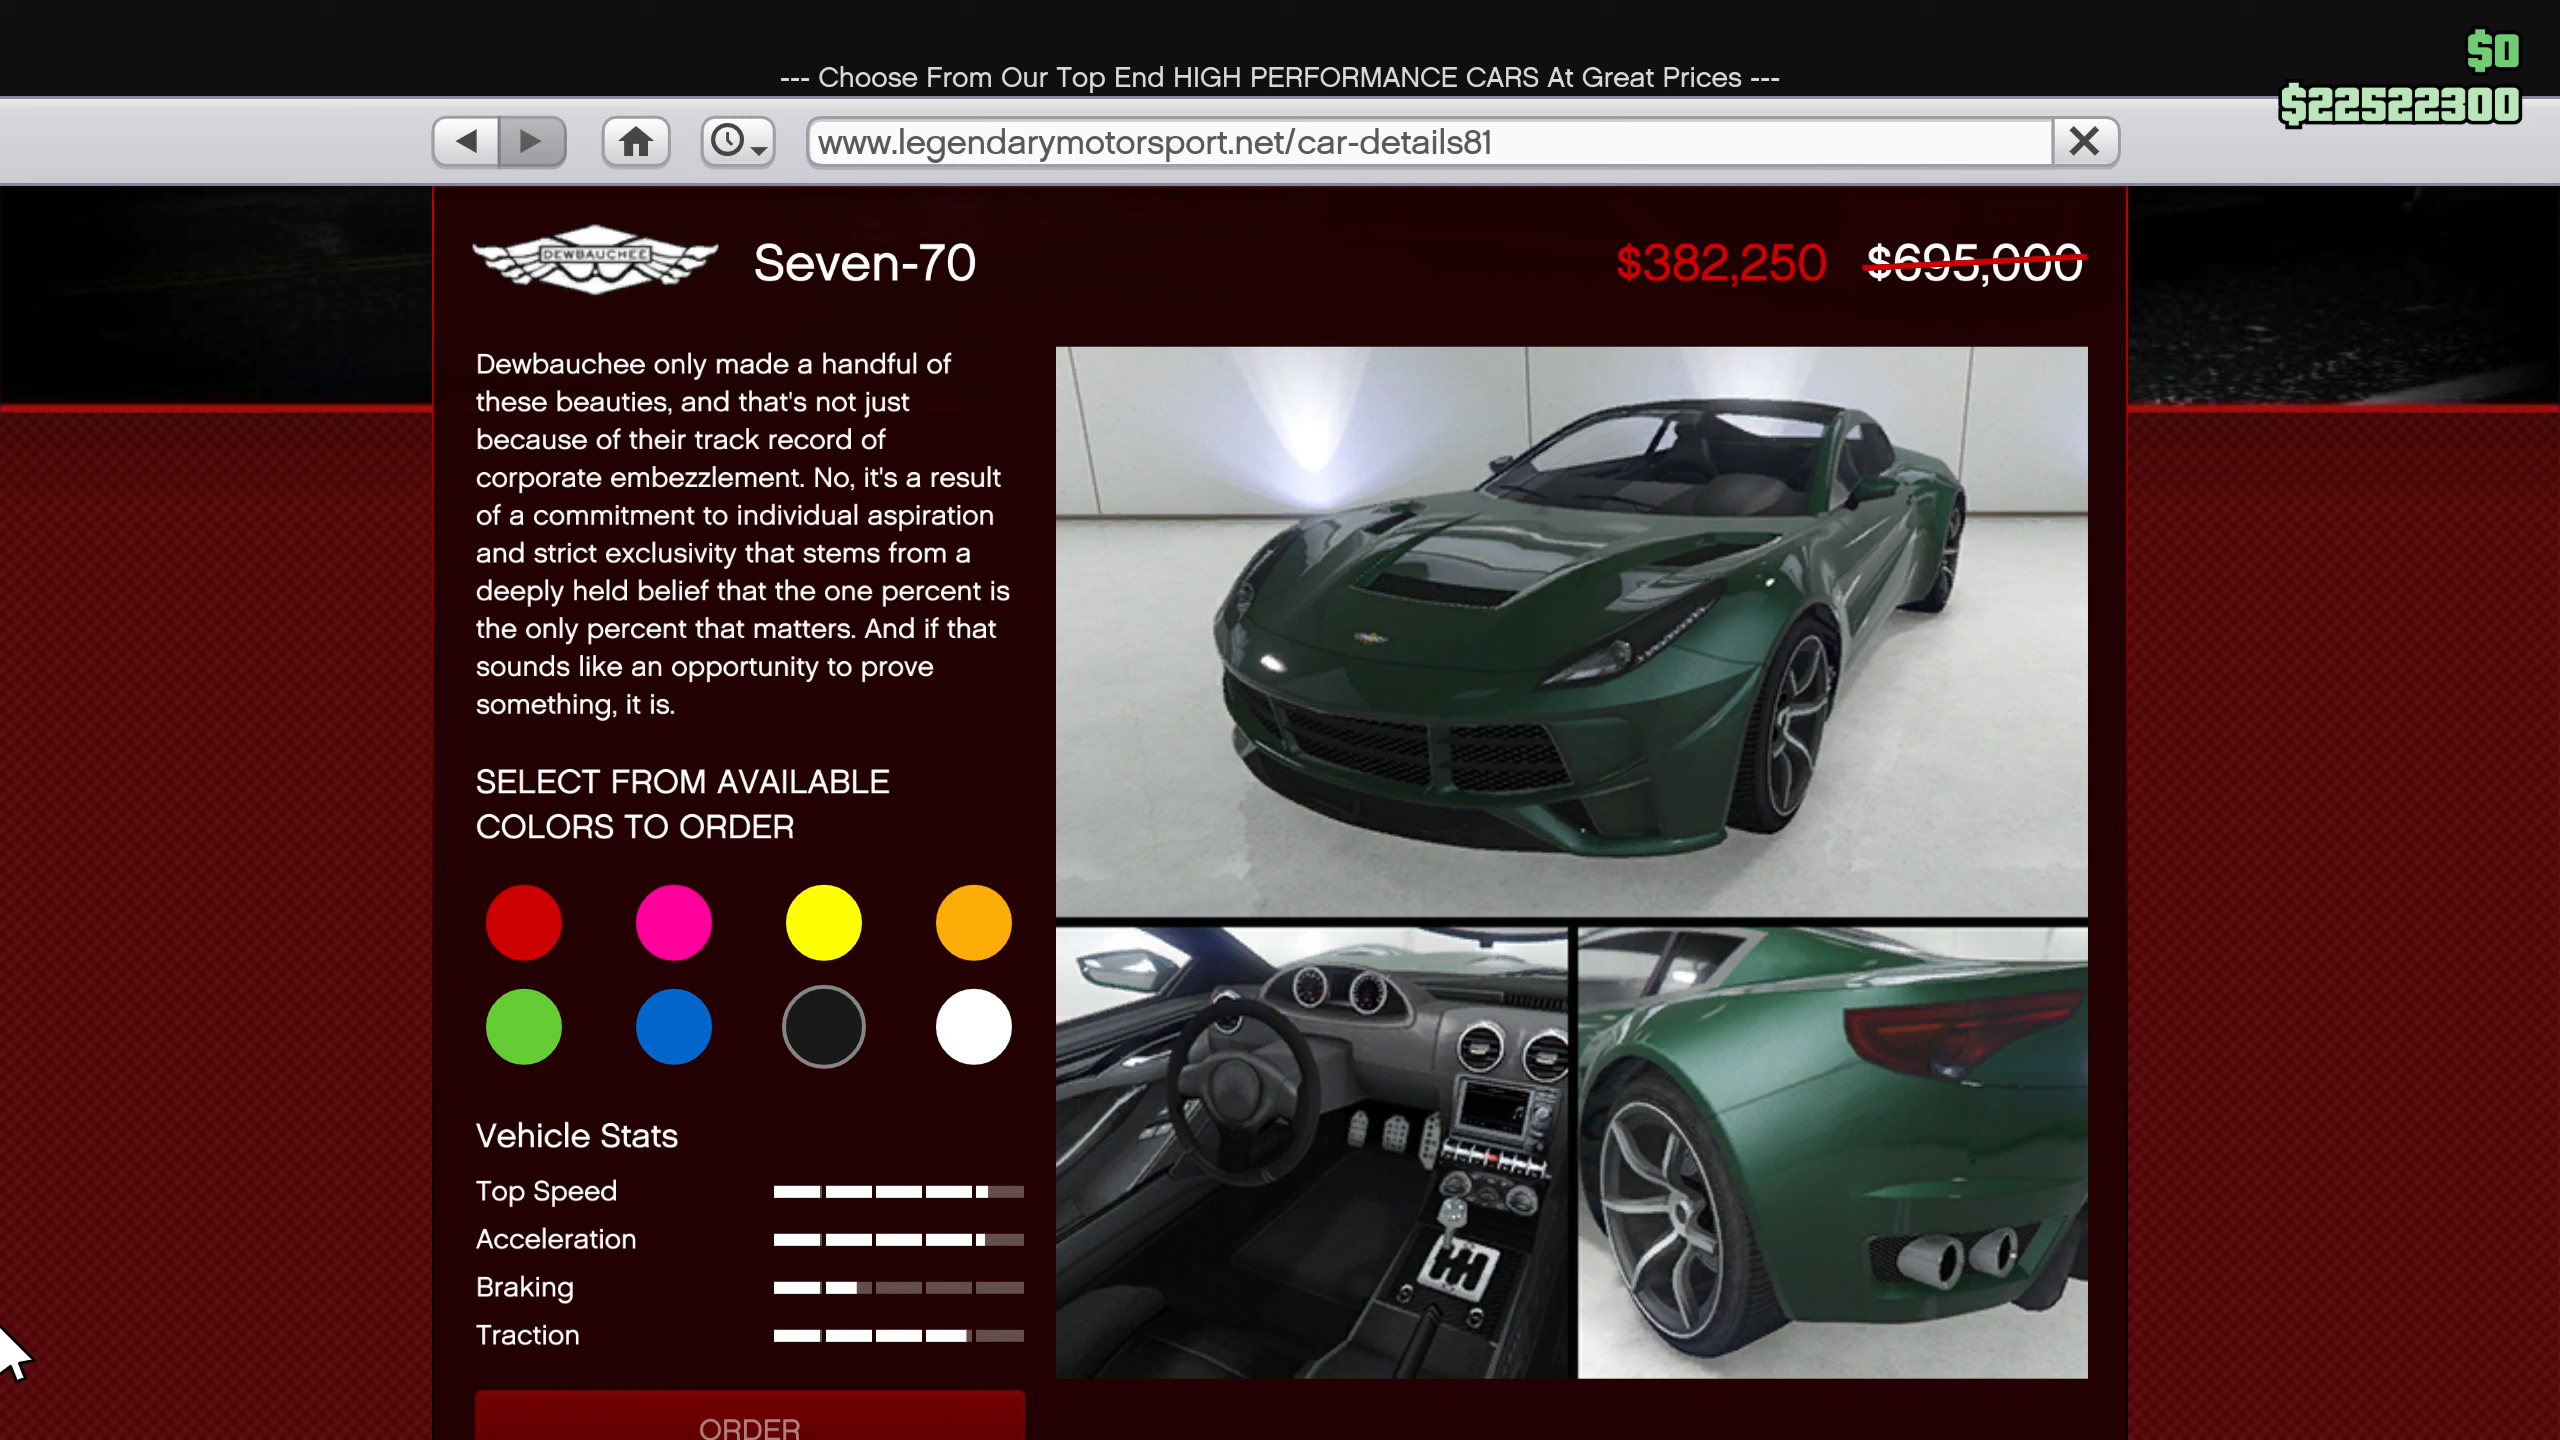 $0
--- Choose From Our Top End HIGH PERFORMANCE CARS At Great Prices ---
$22522300
www.legendarymotorsport.net/car-details81
DEWBAUCHEE
Seven-70
$382,250 $695,000
Dewbauchee only made a handful of
these beauties, and that's not just
because of their track record of
corporate embezzlement. No, it's a result
of a commitment to individual aspiration
and strict exclusivity that stems from a
deeply held belief that the one percent is
the only percent that matters. And if that
sounds like an opportunity to prove
something, it is.
SELECT FROM AVAILABLE
COLORS TO ORDER
Vehicle Stats
Top Speed
Acceleration
Braking
Traction
ORDER